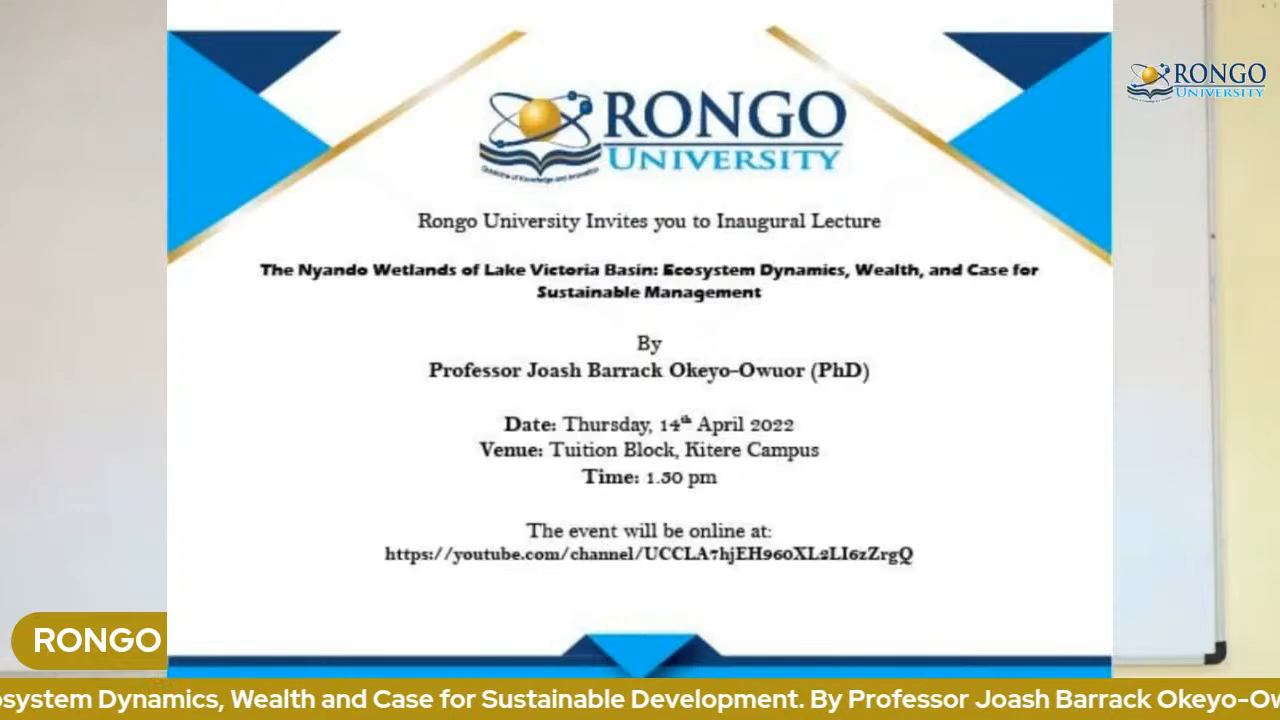 RONGO
UNIVERSITY
Rongo University Invites you to Inaugural Lecture
The Nyando Wetlands of Lake Victoria Basin: Ecosystem Dynamics, Wealth, and Case for
Sustainable Management
By
Professor Joash Barrack Okeyo-Owuor (PhD)
Date: Thursday, 14th April 2022
Venue: Tuition Block, Kitere Campus
Time: 1.30 pm
The event will be online at:
https://youtube.com/channel/UCCLA7hjEH960XL2LI6zZrgQ
RONGO
UNIVERSITY
RONGO
osystem Dynamics, Wealth and Case for Sustainable Development. By Professor Joash Barrack Okeyo-Ow